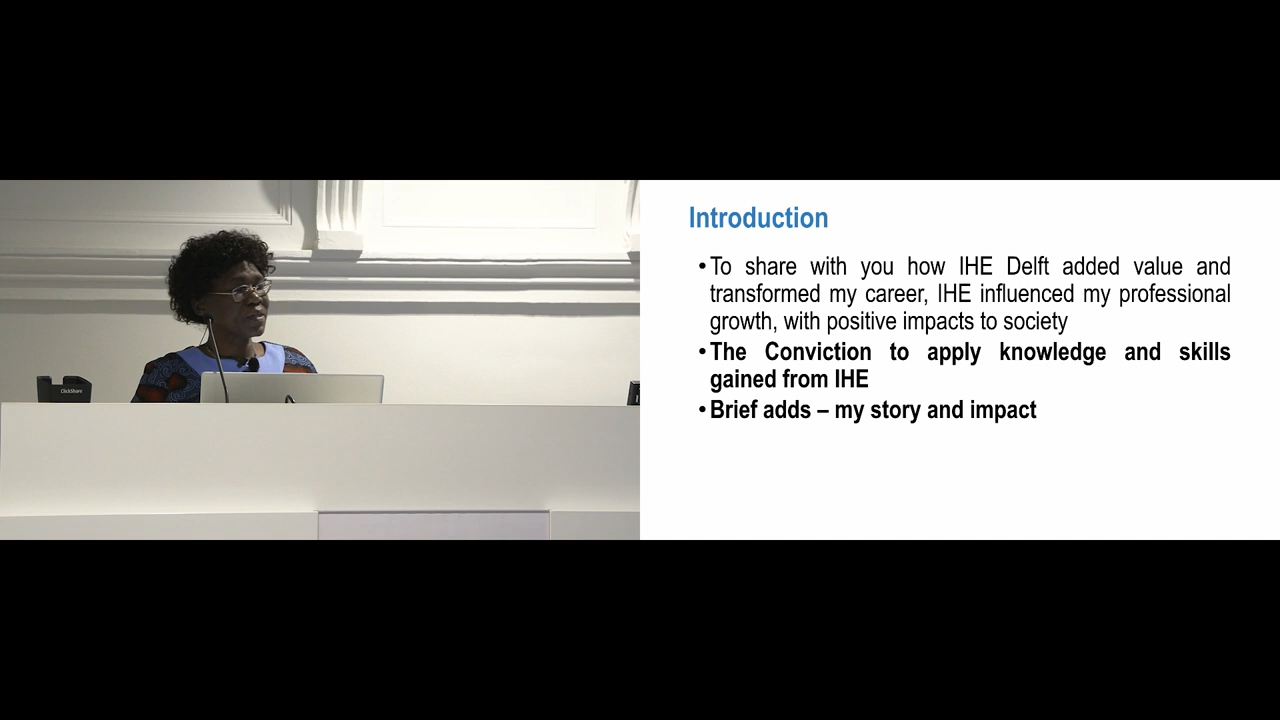 ClickShare
Introduction
•To share with you how IHE Delft added value and
transformed my career, IHE influenced my professional
growth, with positive impacts to society
•The Conviction to apply knowledge and skills
gained from IHE
•Brief adds – my story and impact